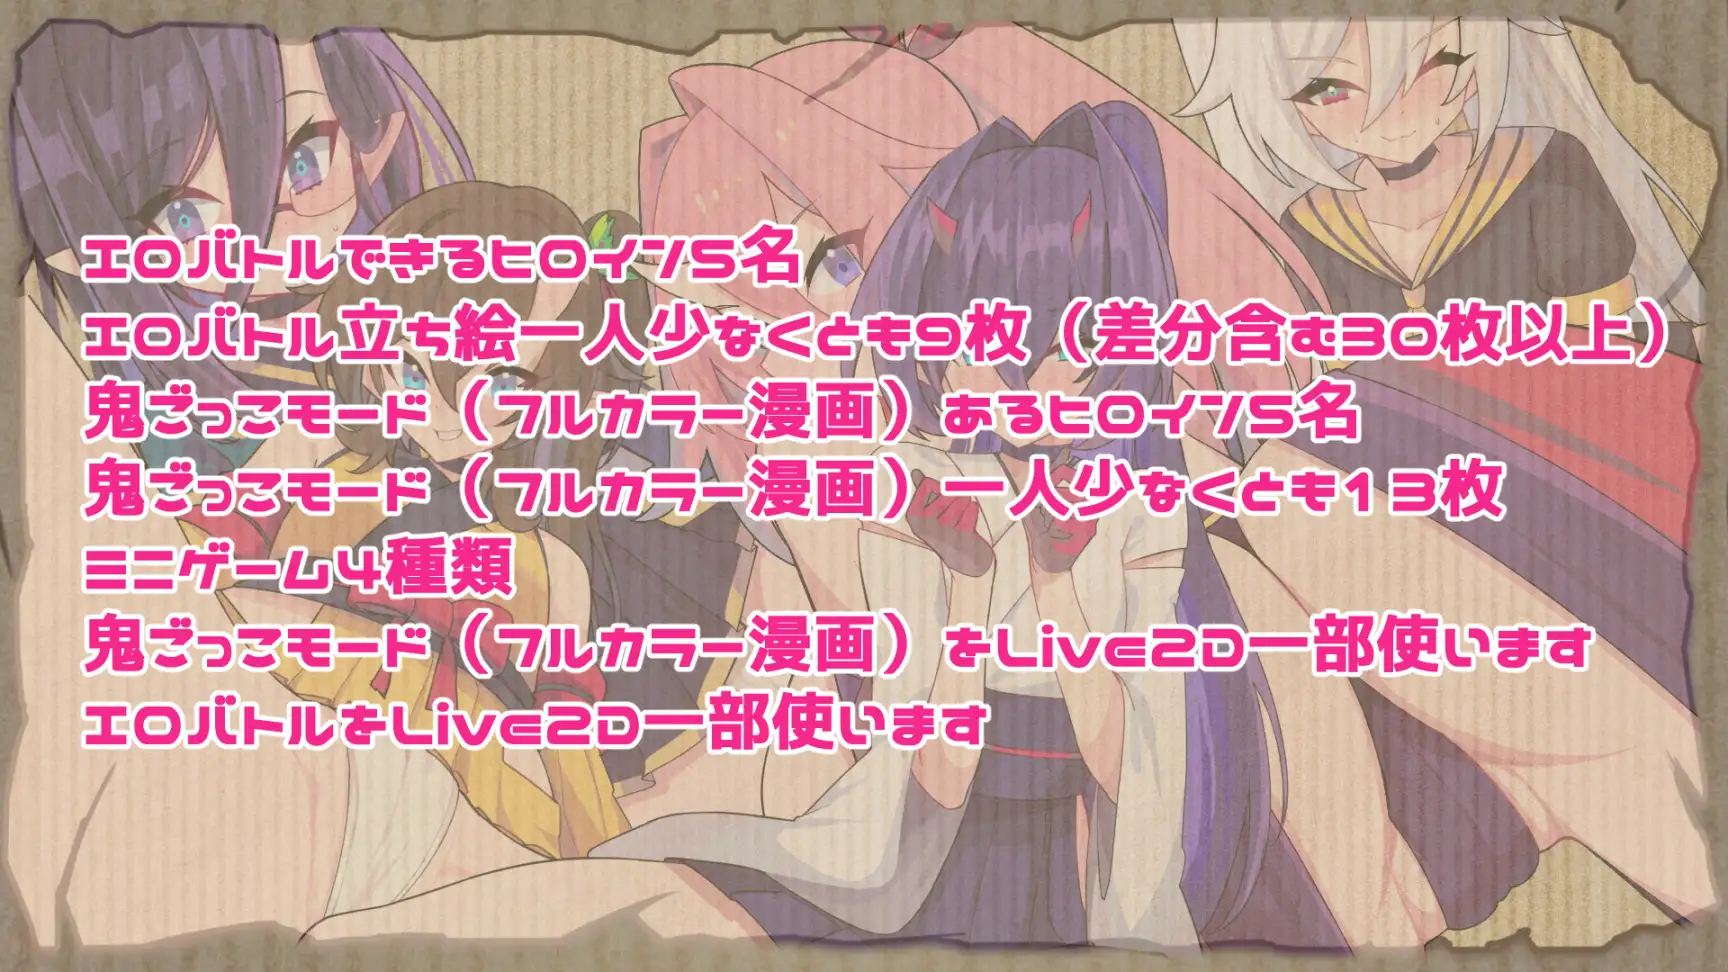 エロバトルできるヒロイン5名
エロバトル立ち絵一人少なくとも9枚（差分含む30枚以上）
鬼ごっこモード（フルカラー漫画）あるヒロイン5名
鬼ごっこモード（フルカラー漫画）一人少なくとも13枚
ミニゲーム4種類
鬼ごっこモード（フルカラー漫画）をLive2D一部使います
エロバトルをLive2D一部使います